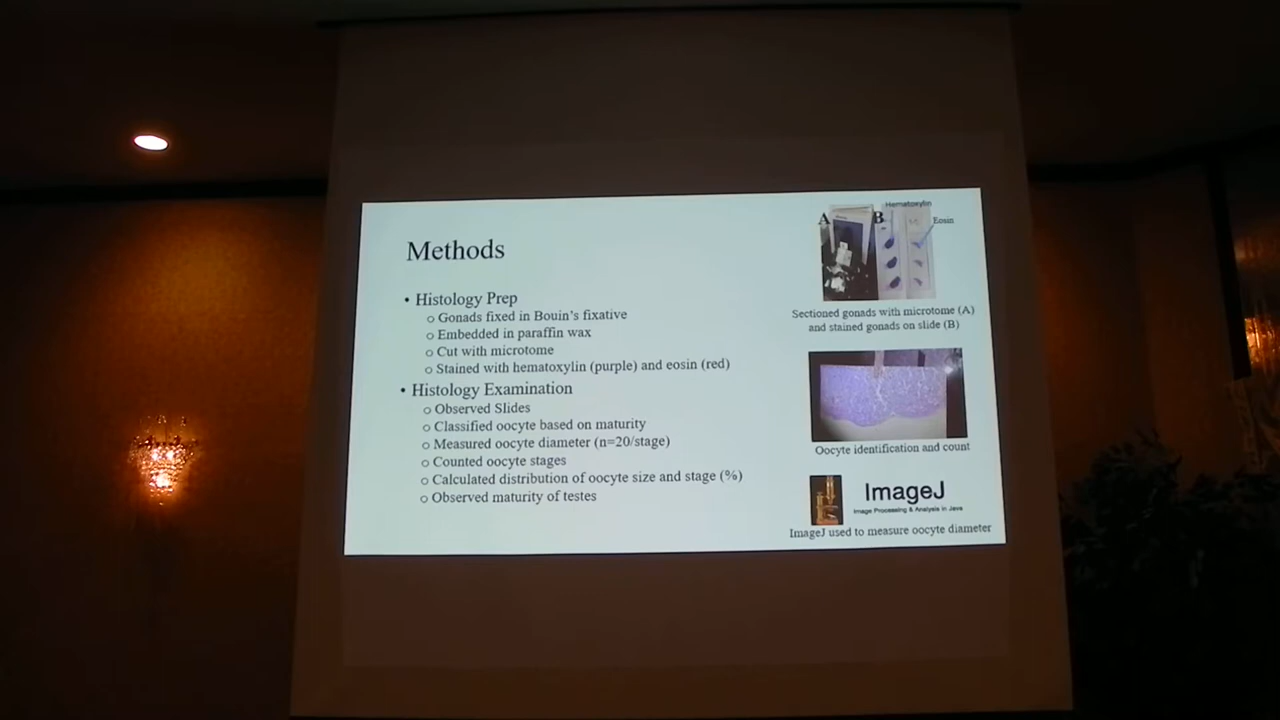 Methods
• Histology Prep
o Gonads fixed in Bouin's fixative
o Embedded in paraffin wax
o Cut with microtome
o Stained with hematoxylin (purple) and eosin (red)
• Histology Examination
o Observed Slides
o Classified oocyte based on maturity
o Measured oocyte diameter (n=20/stage)
o Counted oocyte stages
o Calculated distribution of oocyte size and stage (%)
o Observed maturity of testes
Hematoxylin
A
B
Eosin
Sectioned gonads with microtome (A)
and stained gonads on slide (B)
Oocyte identification and count
ImageJ
Image Processing & Analysis in Java
ImageJ used to measure oocyte diameter